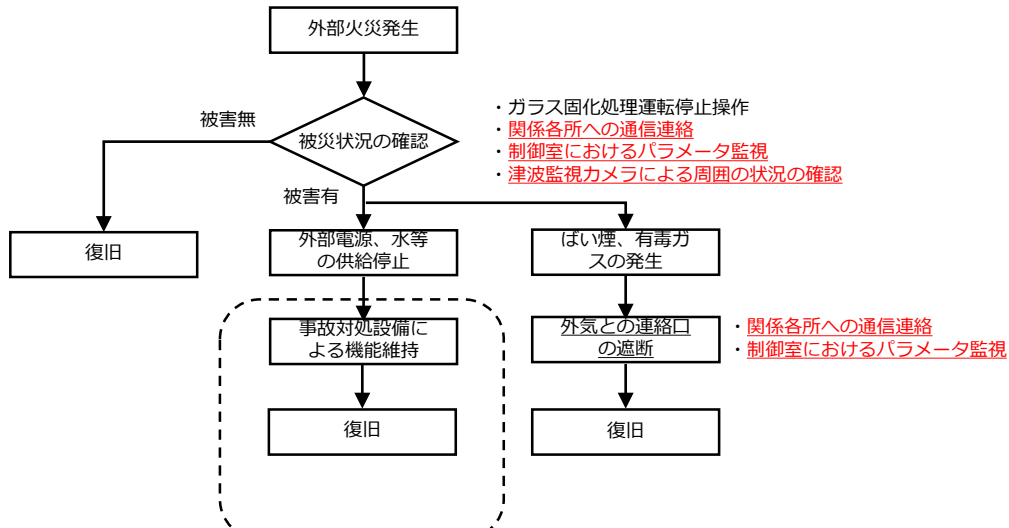 外部火災発生
被害無
被災状況の確認
・ガラス固化処理運転停止操作
・関係各所への通信連絡
・制御室におけるパラメータ監視
・津波監視カメラによる周囲の状況の確認
被害有
復旧
外部電源、水等
の供給停止
ばい煙、有毒ガ
スの発生
事故対処設備に
よる機能維持
外気との連絡口
の遮断
・関係各所への通信連絡
・制御室におけるパラメータ監視
復旧
復旧